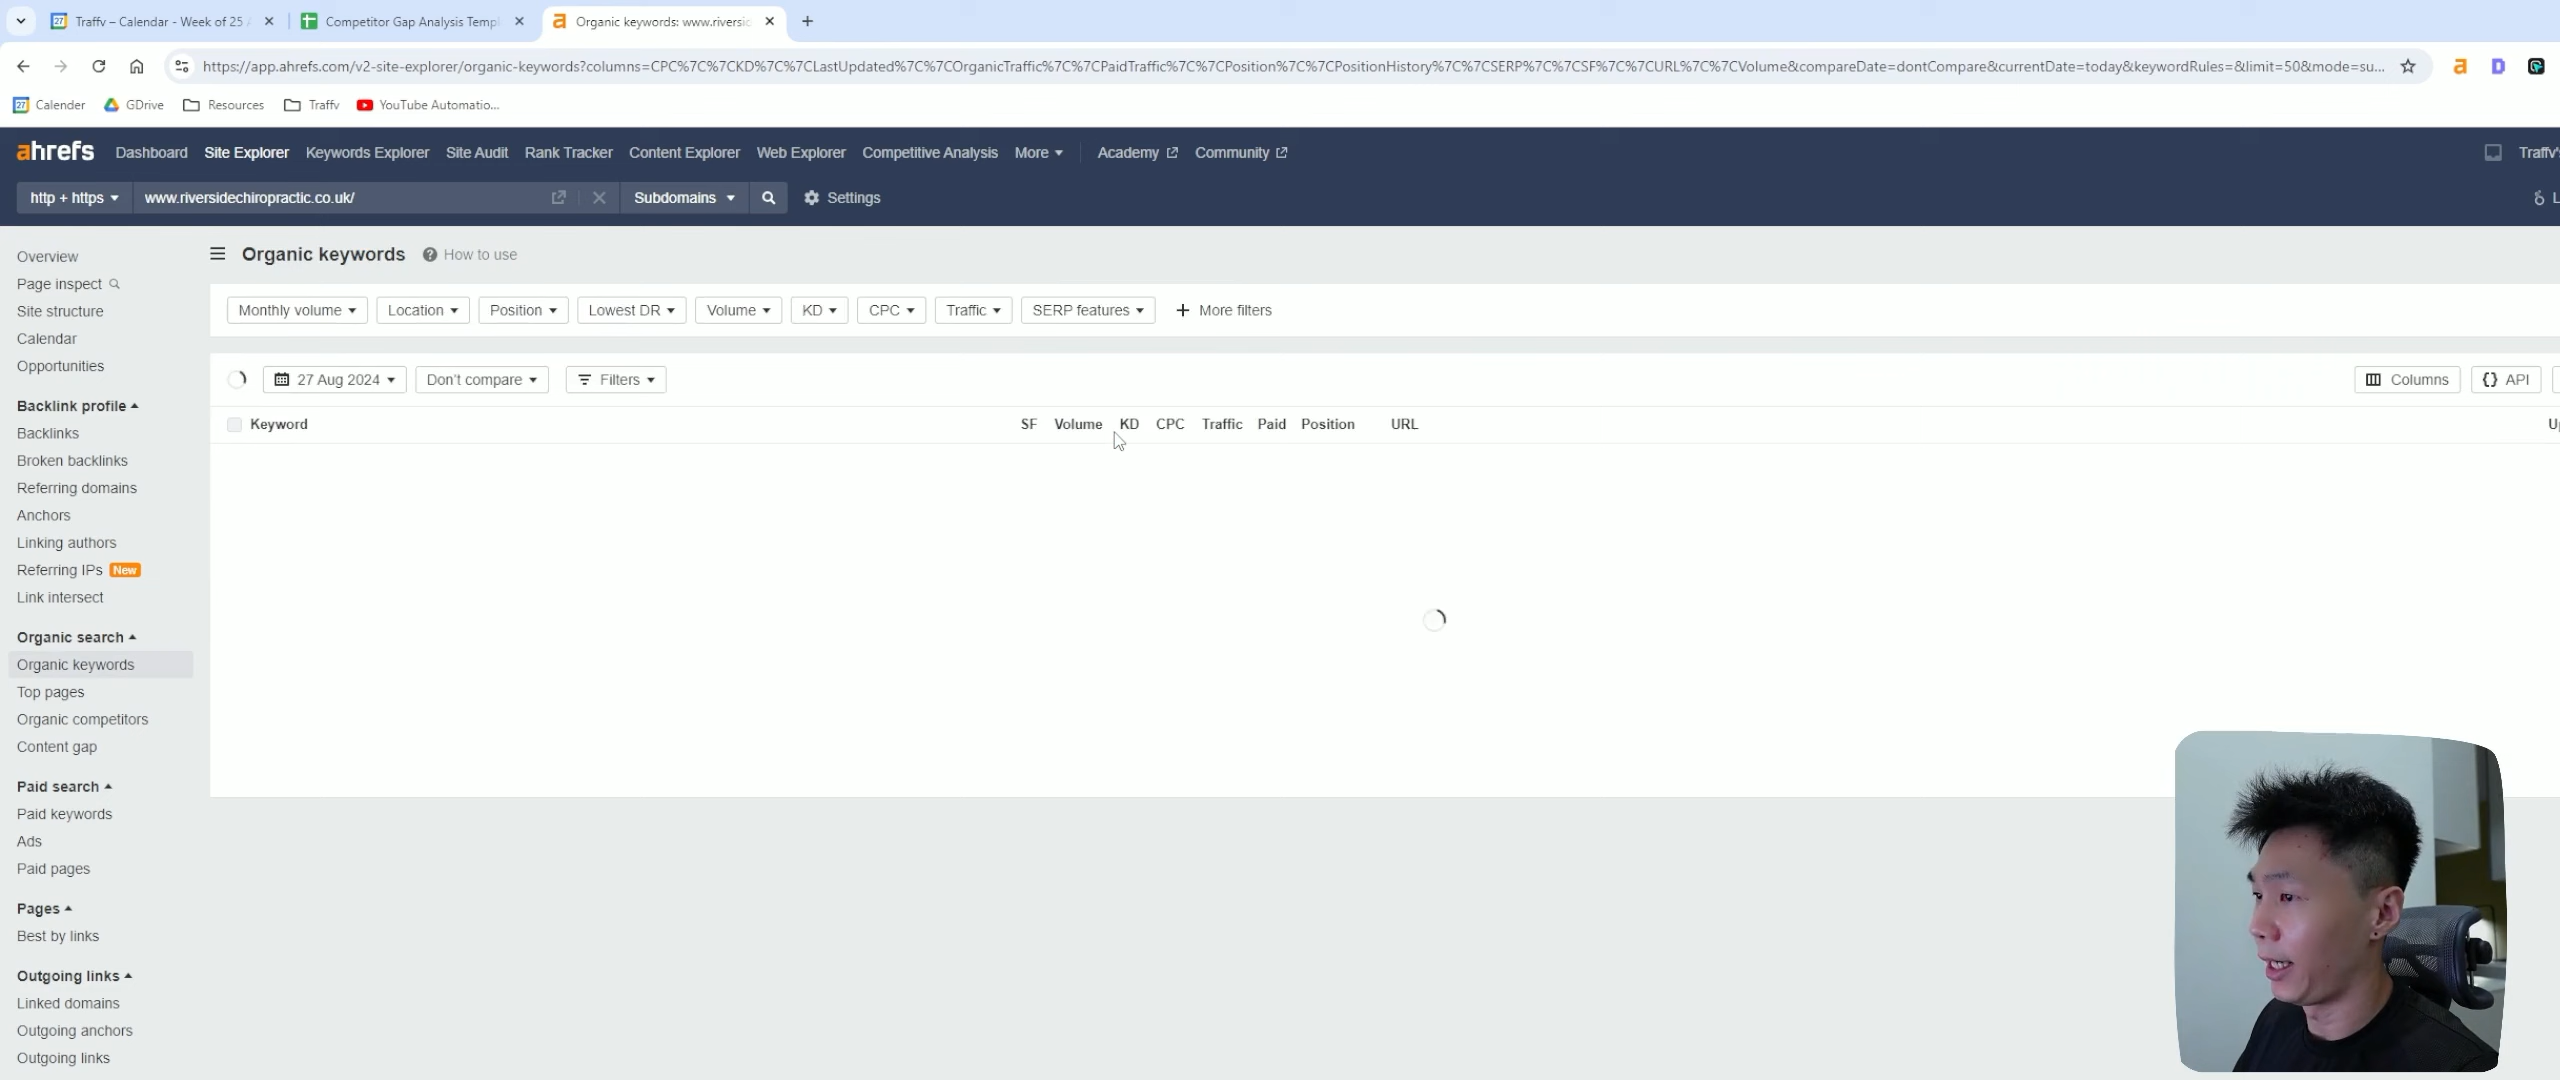 Traffv – Calendar - Week of 25
Competitor Gap Analysis Templ
Organic keywords: www.riversic
https://app.ahrefs.com/v2-site-explorer/organic-keywords?columns=CPC%7C%7CKD%7C%7CLastUpdated%7C%7COrganicTraffic%7C%7CPaidTraffic%7C%7CPosition%7C%7CPositionHistory%7C%7CSERP%7C%7CSF%7C%7CURL%7C%7CVolume&compareDate=dontCompare&currentDate=today&keywordRules=&limit=50&mode=su...
Calender
GDrive
Resources
Traffv
YouTube Automatio...
ahrefs
Dashboard
Site Explorer
Keywords Explorer
Site Audit
Rank Tracker
Content Explorer
Web Explorer
Competitive Analysis
More
Academy
Community
Traffv'
http + https
www.riversidechiropractic.co.uk/
Subdomains
Settings
Overview
Page inspect
Site structure
Calendar
Opportunities
Backlink profile
Backlinks
Broken backlinks
Referring domains
Anchors
Linking authors
Referring IPs New
Link intersect
Organic search
Organic keywords
Top pages
Organic competitors
Content gap
Paid search
Paid keywords
Ads
Paid pages
Pages
Best by links
Outgoing links
Linked domains
Outgoing anchors
Outgoing links
Organic keywords
How to use
Monthly volume
Location
Position
Lowest DR
Volume
KD
CPC
Traffic
SERP features
More filters
27 Aug 2024
Don't compare
Filters
Columns
API
Keyword
SF
Volume
KD
CPC
Traffic
Paid
Position
URL